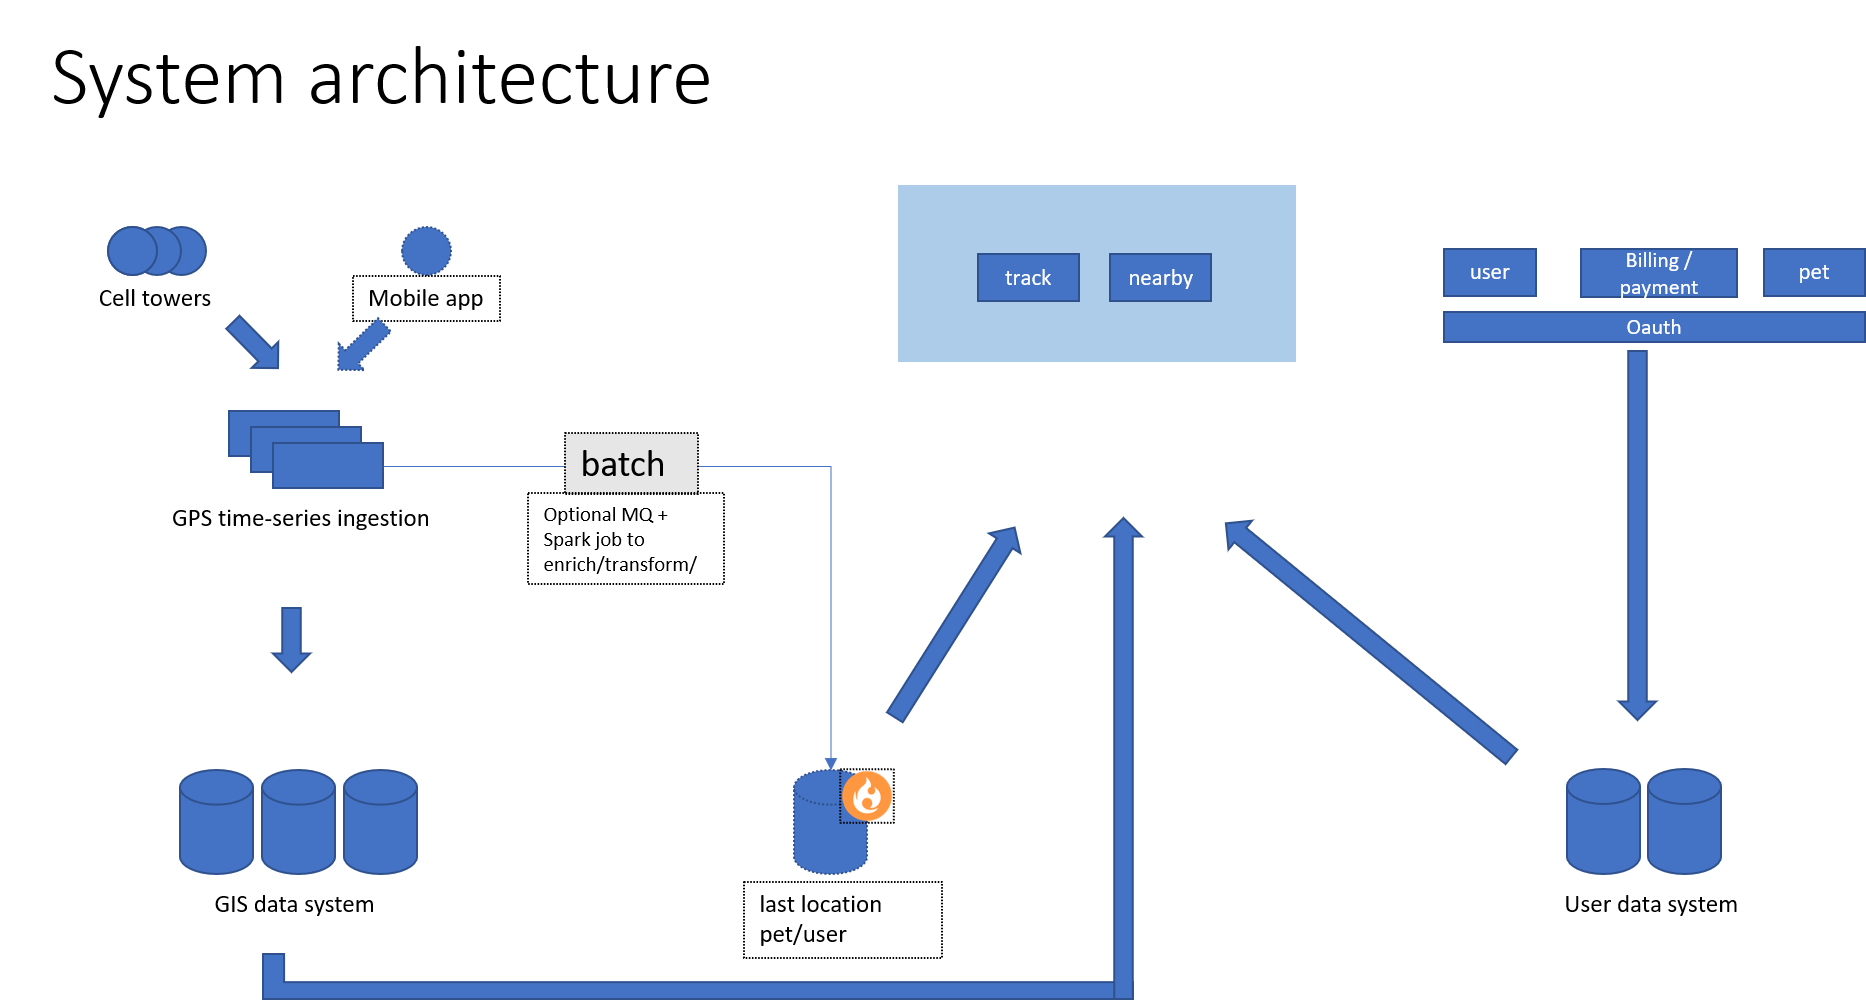 System architecture
Cell towers
Mobile app
track
nearby
user
Billing /
payment
pet
Oauth
batch
Optional MQ +
Spark job to
enrich/transform/
GPS time-series ingestion
GIS data system
last location
pet/user
User data system